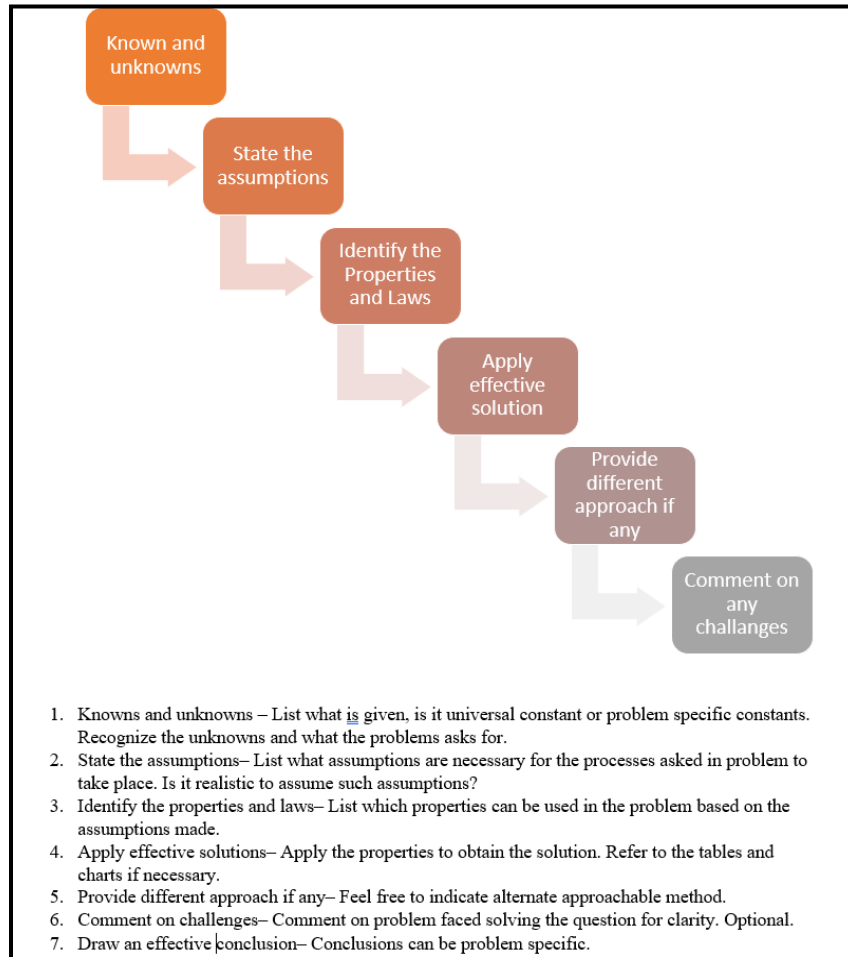 Known and
unknowns
State the
assumptions
Identify the
Properties
and Laws
Apply
effective
solution
Provide
different
approach if
any
Comment on
any
challanges
1. Knowns and unknowns – List what is given, is it universal constant or problem specific constants.
Recognize the unknowns and what the problems asks for.
2. State the assumptions– List what assumptions are necessary for the processes asked in problem to
take place. Is it realistic to assume such assumptions?
3. Identify the properties and laws– List which properties can be used in the problem based on the
assumptions made.
4. Apply effective solutions– Apply the properties to obtain the solution. Refer to the tables and
charts if necessary.
5. Provide different approach if any– Feel free to indicate alternate approachable method.
6. Comment on challenges– Comment on problem faced solving the question for clarity. Optional.
7. Draw an effective conclusion– Conclusions can be problem specific.